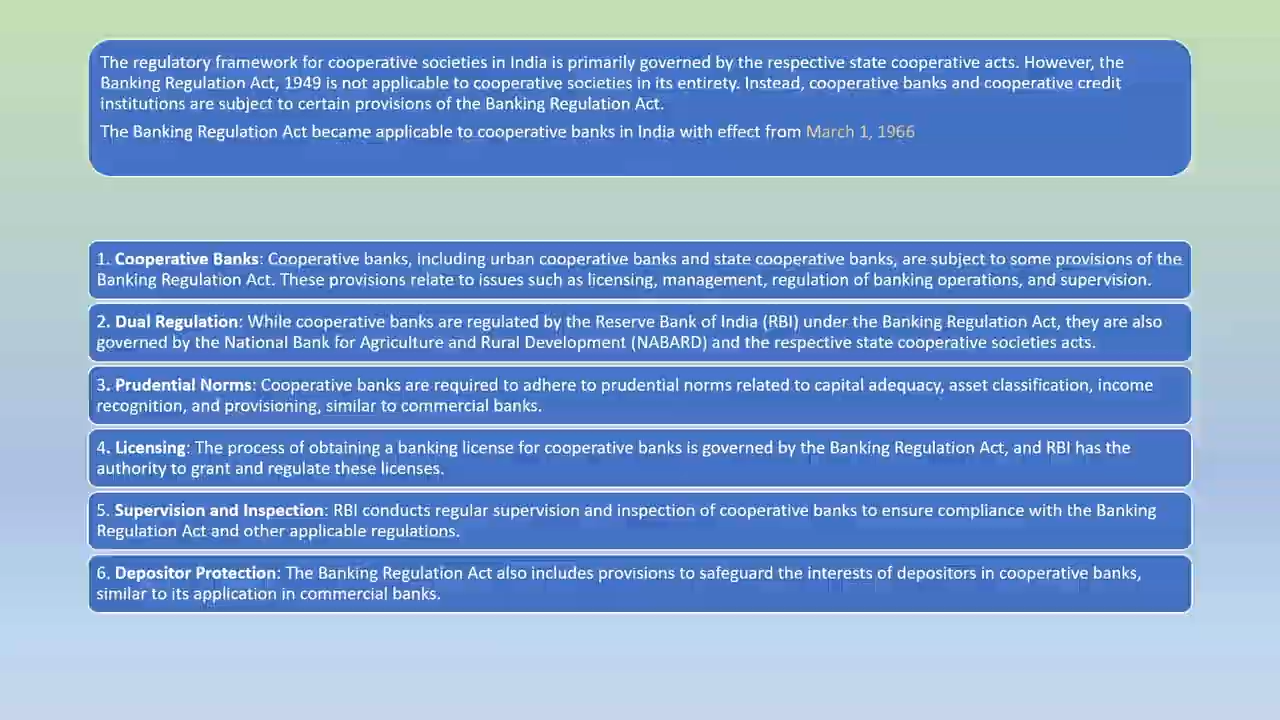 The regulatory framework for cooperative societies in India is primarily governed by the respective state cooperative acts. However, the
Banking Regulation Act, 1949 is not applicable to cooperative societies in its entirety. Instead, cooperative banks and cooperative credit
institutions are subject to certain provisions of the Banking Regulation Act.
The Banking Regulation Act became applicable to cooperative banks in India with effect from March 1, 1966
1. Cooperative Banks: Cooperative banks, including urban cooperative banks and state cooperative banks, are subject to some provisions of the
Banking Regulation Act. These provisions relate to issues such as licensing, management, regulation of banking operations, and supervision.
2. Dual Regulation: While cooperative banks are regulated by the Reserve Bank of India (RBI) under the Banking Regulation Act, they are also
governed by the National Bank for Agriculture and Rural Development (NABARD) and the respective state cooperative societies acts.
3. Prudential Norms: Cooperative banks are required to adhere to prudential norms related to capital adequacy, asset classification, income
recognition, and provisioning, similar to commercial banks.
4. Licensing: The process of obtaining a banking license for cooperative banks is governed by the Banking Regulation Act, and RBI has the
authority to grant and regulate these licenses.
5. Supervision and Inspection: RBI conducts regular supervision and inspection of cooperative banks to ensure compliance with the Banking
Regulation Act and other applicable regulations.
6. Depositor Protection: The Banking Regulation Act also includes provisions to safeguard the interests of depositors in cooperative banks,
similar to its application in commercial banks.